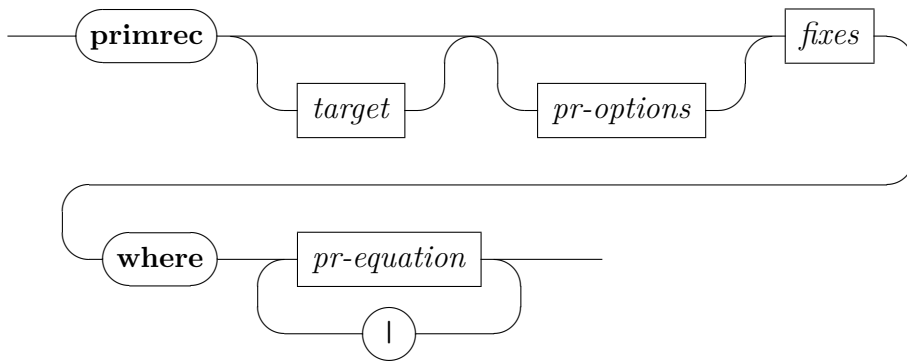 primrec fixes
target pr-options
where pr-equation
|